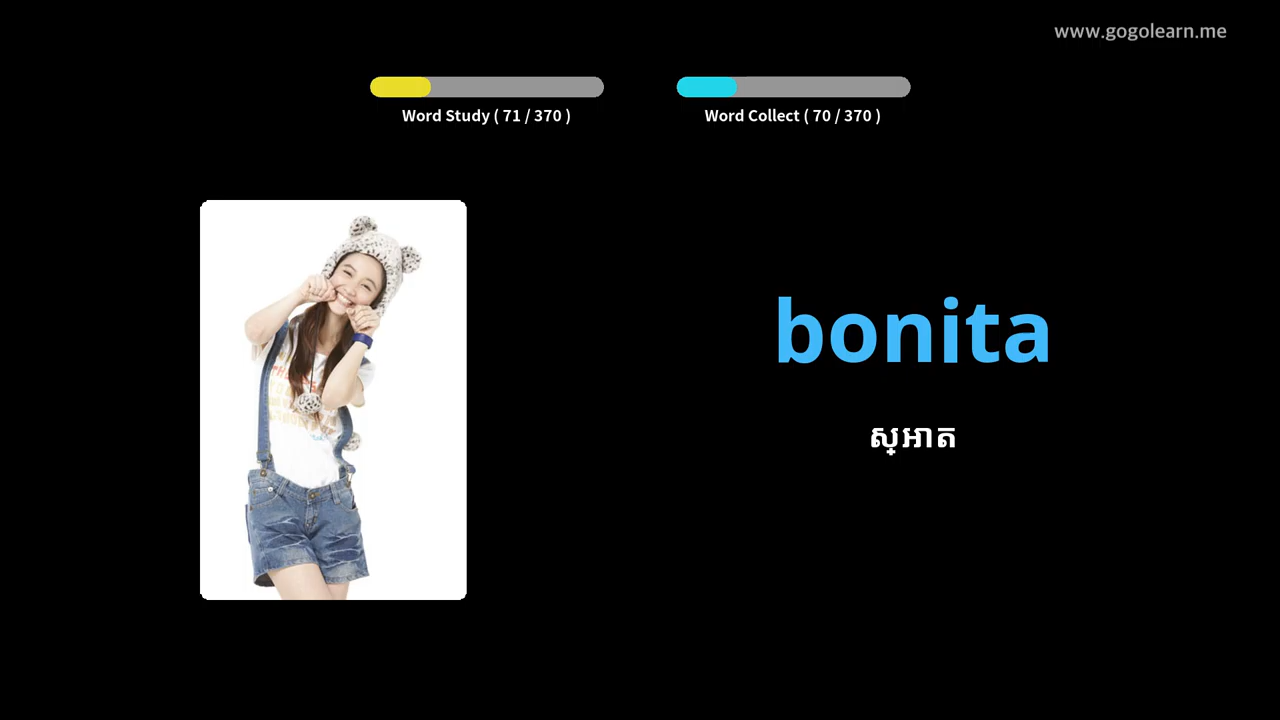 www.gogolearn.me
Word Study ( 71 / 370 )
Word Collect ( 70 / 370 )
bonita
ស្អាត